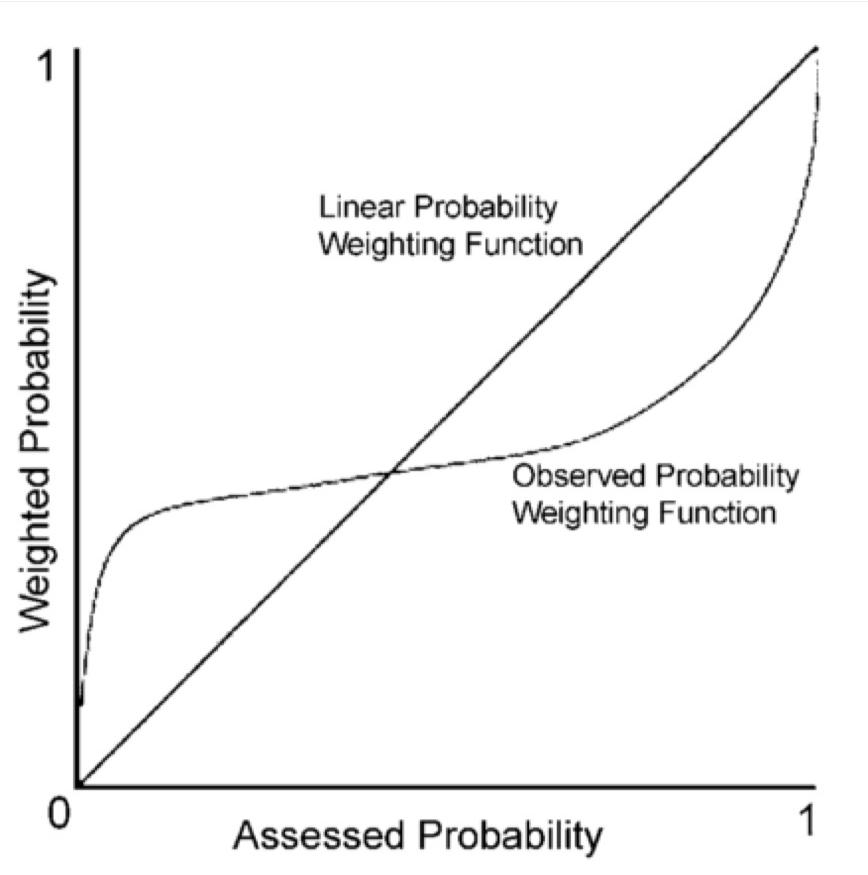 1
Linear Probability
Weighting Function
Weighted Probability
Observed Probability
Weighting Function
0
1
Assessed Probability